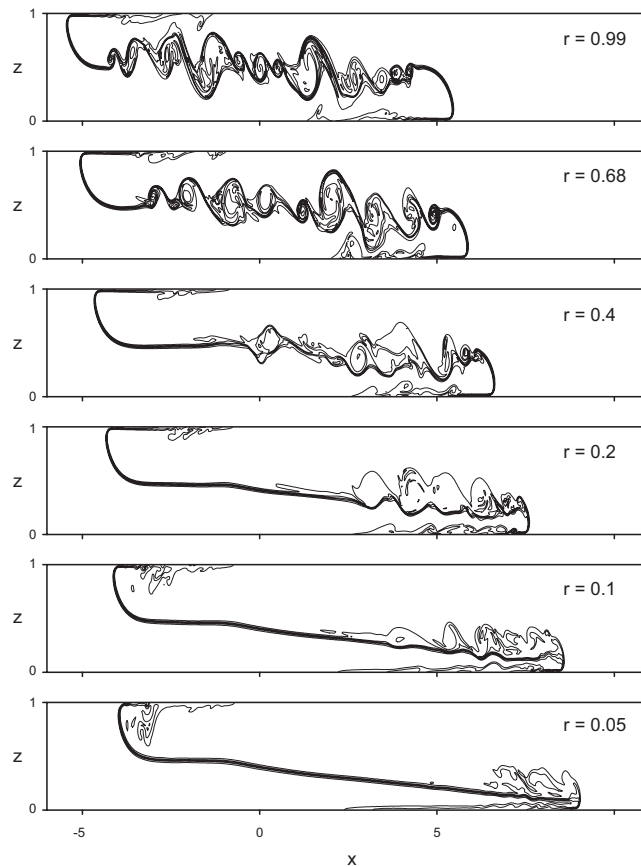 1
r = 0.99
z
0
1
r = 0.68
z
0
1
r = 0.4
z
0
1
r = 0.2
z
0
1
r = 0.1
z
0
1
r = 0.05
z
0
-5 0 5
x